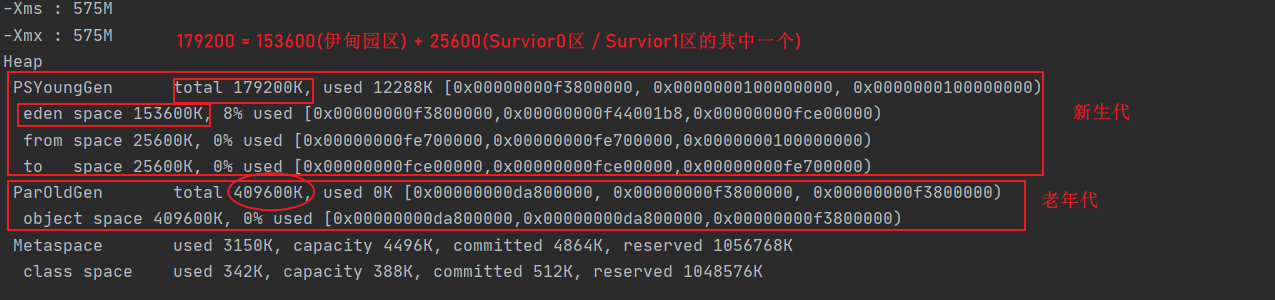 -Xms : 575M
-Xmx : 575M
179200 = 153600(伊甸园区) + 25600(Survior0区 / Survior1区的其中一个)
Heap
PSYoungGen total 179200K, used 12288K [0x00000000f3800000, 0x0000000100000000, 0x0000000100000000)
eden space 153600K, 8% used [0x00000000f3800000,0x00000000f44001b8,0x00000000fce00000)
新生代
from space 25600K, 0% used [0x00000000fe700000,0x00000000fe700000,0x0000000100000000)
to space 25600K, 0% used [0x00000000fce00000,0x00000000fce00000,0x00000000fe700000)
ParOldGen total 409600K, used 0K [0x00000000da800000, 0x00000000f3800000, 0x00000000f3800000)
老年代
object space 409600K, 0% used [0x00000000da800000,0x00000000da800000,0x00000000f3800000)
Metaspace used 3150K, capacity 4496K, committed 4864K, reserved 1056768K
class space used 342K, capacity 388K, committed 512K, reserved 1048576K